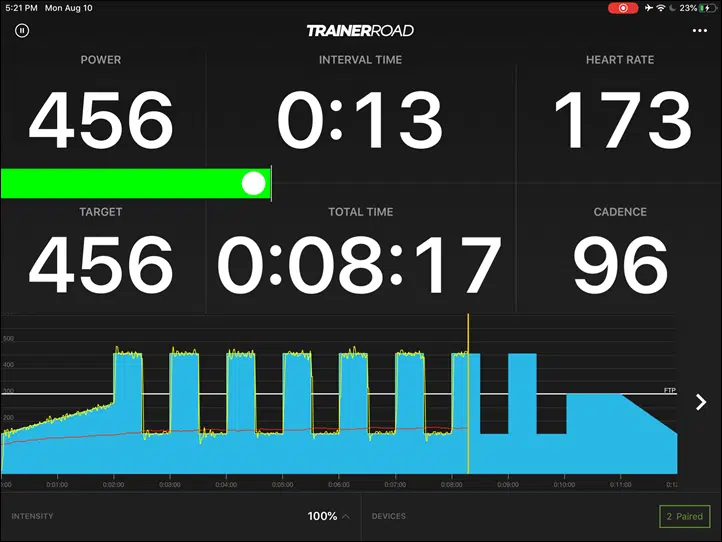 5:21 PM Mon Aug 10 23%
TRAINERROAD
POWER INTERVAL TIME HEART RATE
456 0:13 173
TARGET TOTAL TIME CADENCE
456 0:08:17 96
500
400
300
200
FTP
:00 0:01:00 0:02:00 0:03:00 0:04:00 0:05:00 0:06:00 0:07:00 0:08:00 0:09:00 0:10:00 0:11:00 0:12
INTENSITY 100% DEVICES 2 Paired